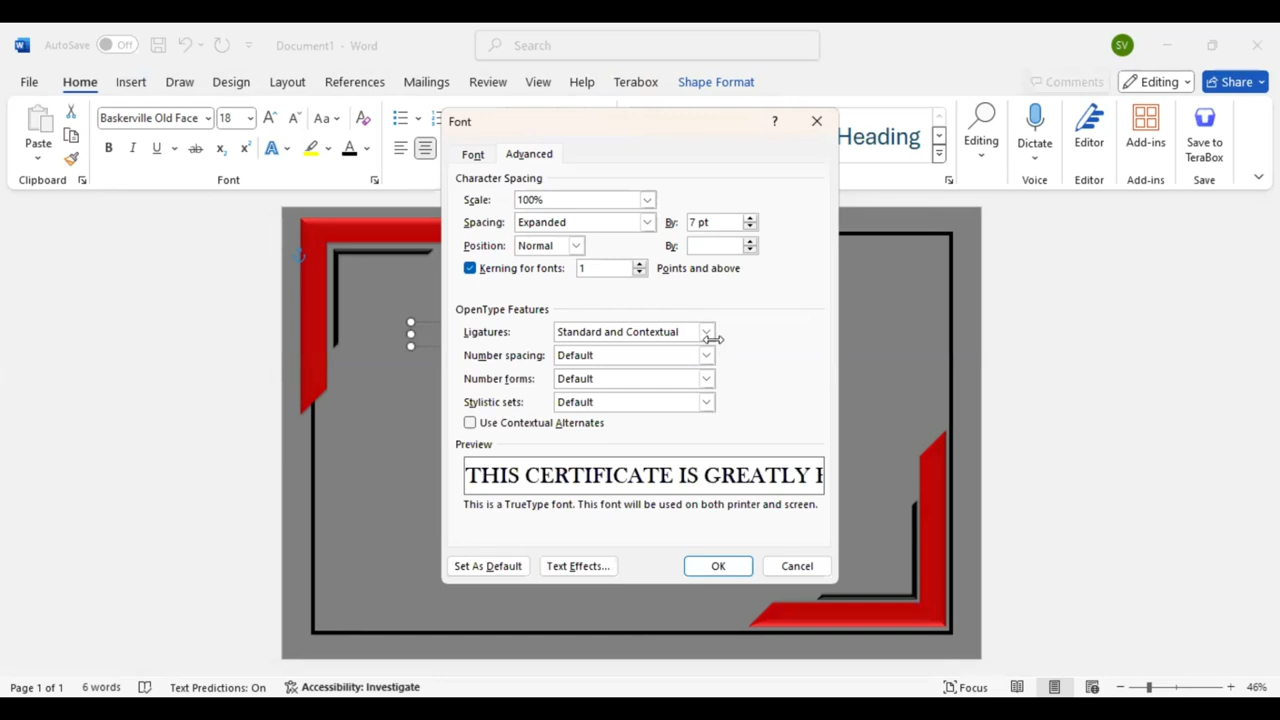 AutoSave Off Document1 - Word Search SV
File Home Insert Draw Design Layout References Mailings Review View Help Terabox Shape Format Comments Editing Share
Paste Baskerville Old Face 18 Aa Heading Editing Dictate Editor Add-ins Save to TeraBox
B I U ab x₂ x² A A
Clipboard Font Voice Editor Add-ins Save
Font
Font Advanced
Character Spacing
Scale: 100%
Spacing: Expanded By: 7 pt
Position: Normal By:
Kerning for fonts: 1 Points and above
OpenType Features
Ligatures: Standard and Contextual
Number spacing: Default
Number forms: Default
Stylistic sets: Default
Use Contextual Alternates
Preview
THIS CERTIFICATE IS GREATLY
This is a TrueType font. This font will be used on both printer and screen.
Set As Default Text Effects... OK Cancel
Page 1 of 1 6 words Text Predictions: On Accessibility: Investigate Focus 46%